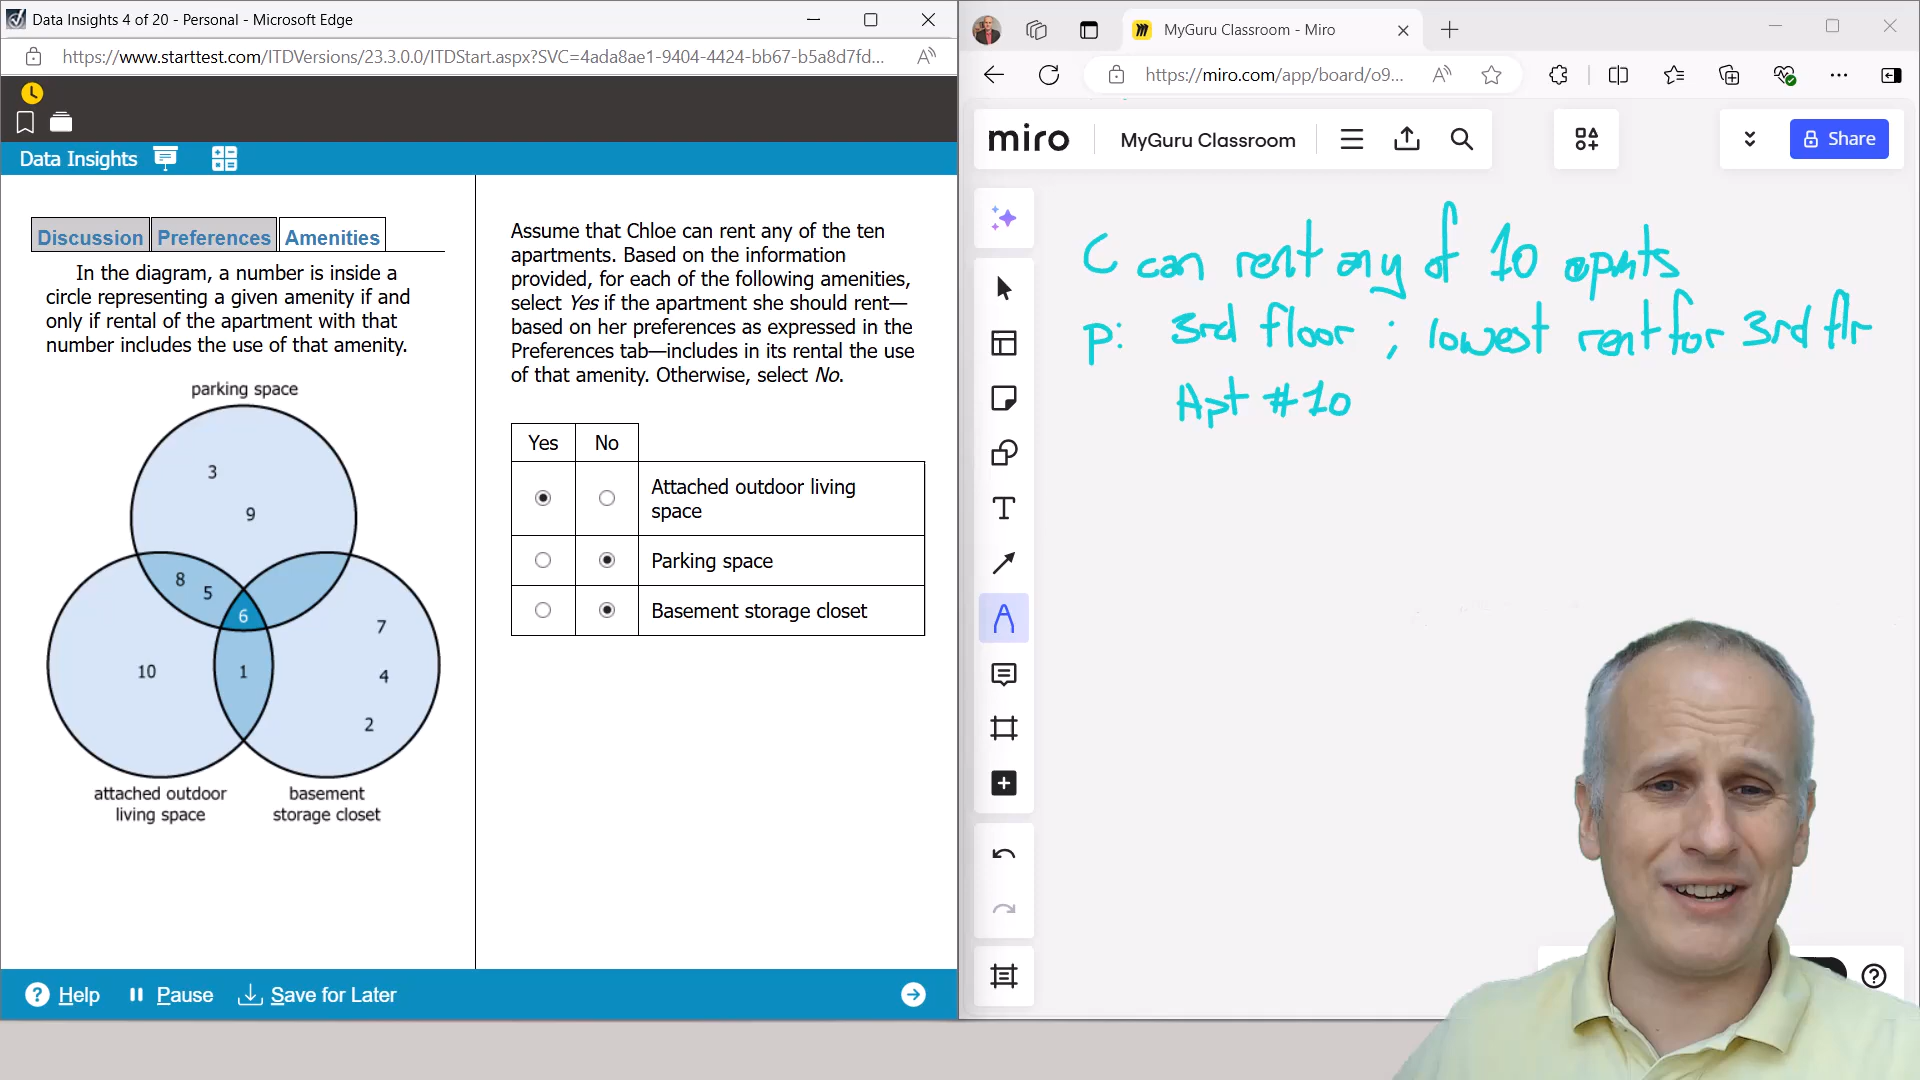 Data Insights 4 of 20 - Personal - Microsoft Edge
https://www.starttest.com/ITDVersions/23.3.0.0/ITDStart.aspx?SVC=4ada8ae1-9404-4424-bb67-b5a8d7fd...
Data Insights
Discussion Preferences Amenities
In the diagram, a number is inside a
circle representing a given amenity if and
only if rental of the apartment with that
number includes the use of that amenity.
parking space
3
9
8
5
6
7
10
1
4
2
attached outdoor
living space
basement
storage closet
Assume that Chloe can rent any of the ten
apartments. Based on the information
provided, for each of the following amenities,
select Yes if the apartment she should rent—
based on her preferences as expressed in the
Preferences tab—includes in its rental the use
of that amenity. Otherwise, select No.
Yes No
Attached outdoor living
space
Parking space
Basement storage closet
? Help Pause Save for Later
MyGuru Classroom - Miro
https://miro.com/app/board/o9...
miro MyGuru Classroom Share
C can rent any of 10 apmts
p: 3rd floor ; lowest rent for 3rd flr
Apt #10